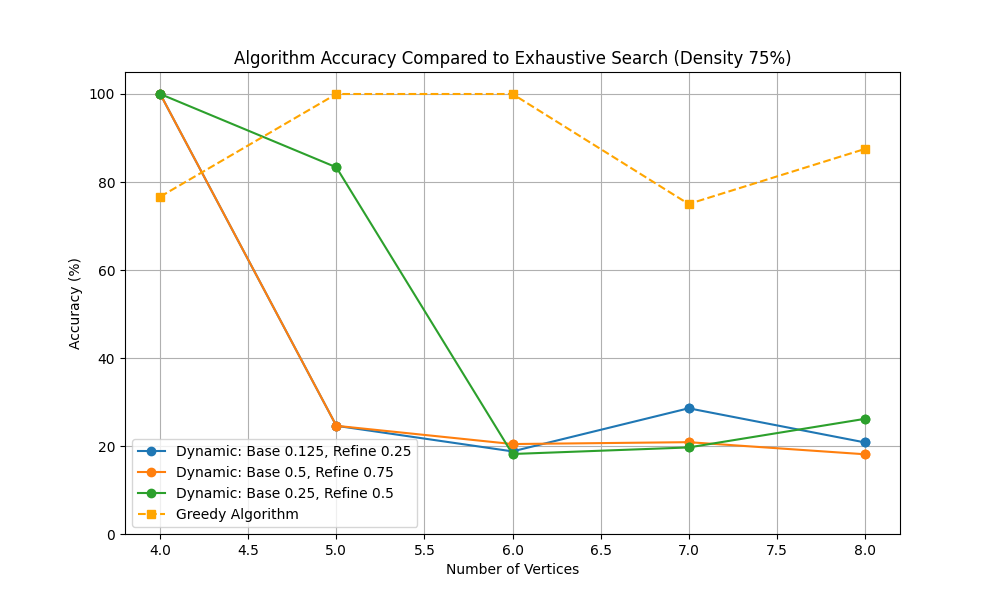 Algorithm Accuracy Compared to Exhaustive Search (Density 75%)
Accuracy (%)
100
80
60
40
20
0
Dynamic: Base 0.125, Refine 0.25
Dynamic: Base 0.5, Refine 0.75
Dynamic: Base 0.25, Refine 0.5
Greedy Algorithm
4.0 4.5 5.0 5.5 6.0 6.5 7.0 7.5 8.0
Number of Vertices